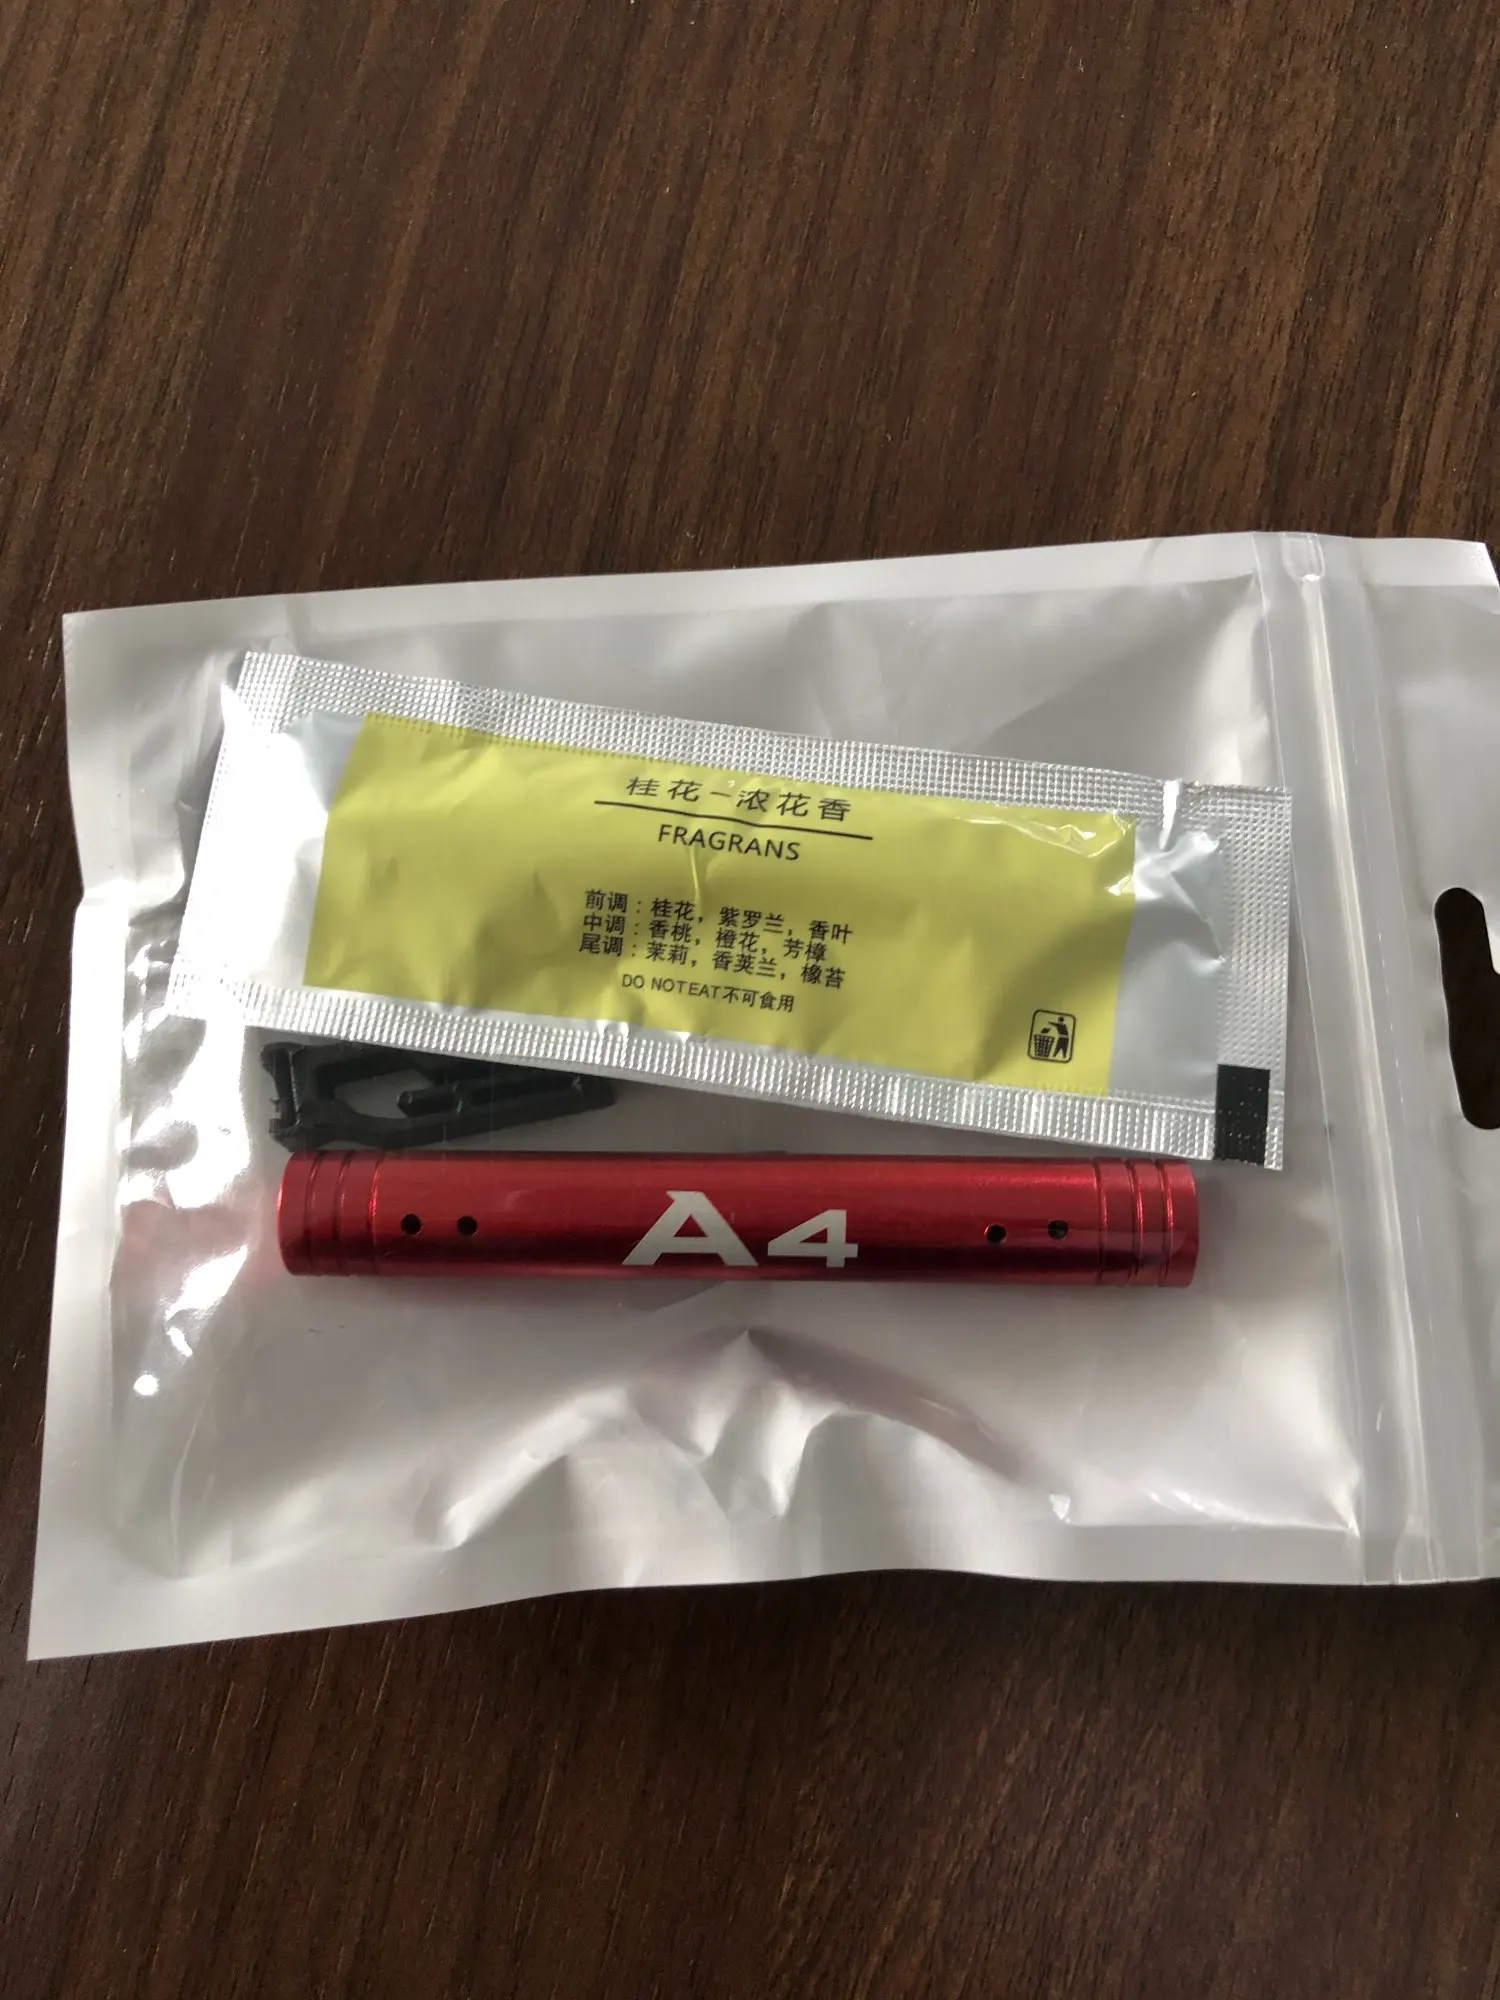 桂花－浓花香
FRAGRANS
前调：桂花，紫罗兰，香叶
中调：香桃，橙花，芳樟
尾调：茉莉，香荚兰，橡苔
DO NOTEAT不可食用
A4